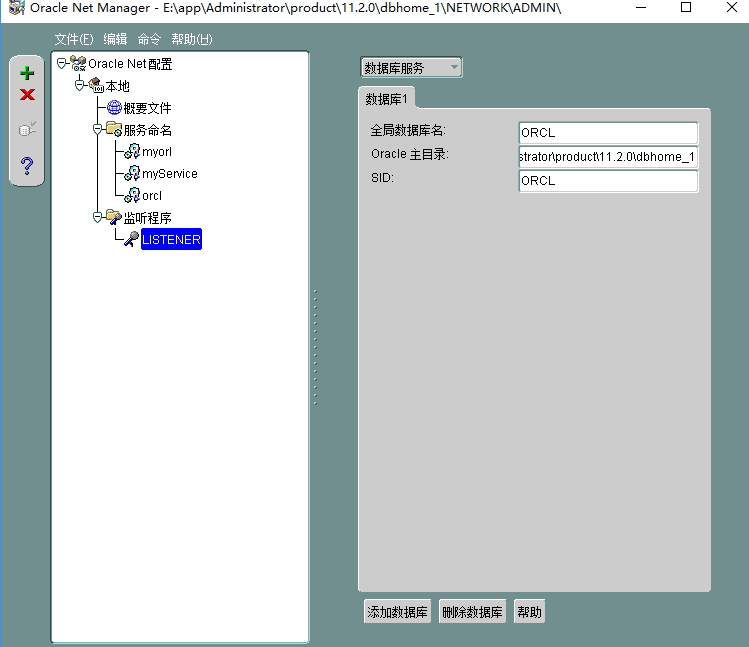 Oracle Net Manager - E:\app\Administrator\product\11.2.0\dbhome_1\NETWORK\ADMIN\
文件(F) 编辑 命令 帮助(H)
Oracle Net 配置
本地
概要文件
服务命名
myorl
myService
orcl
监听程序
LISTENER
数据库服务
数据库1
全局数据库名: ORCL
Oracle 主目录: strator\product\11.2.0\dbhome_1
SID: ORCL
添加数据库 删除数据库 帮助